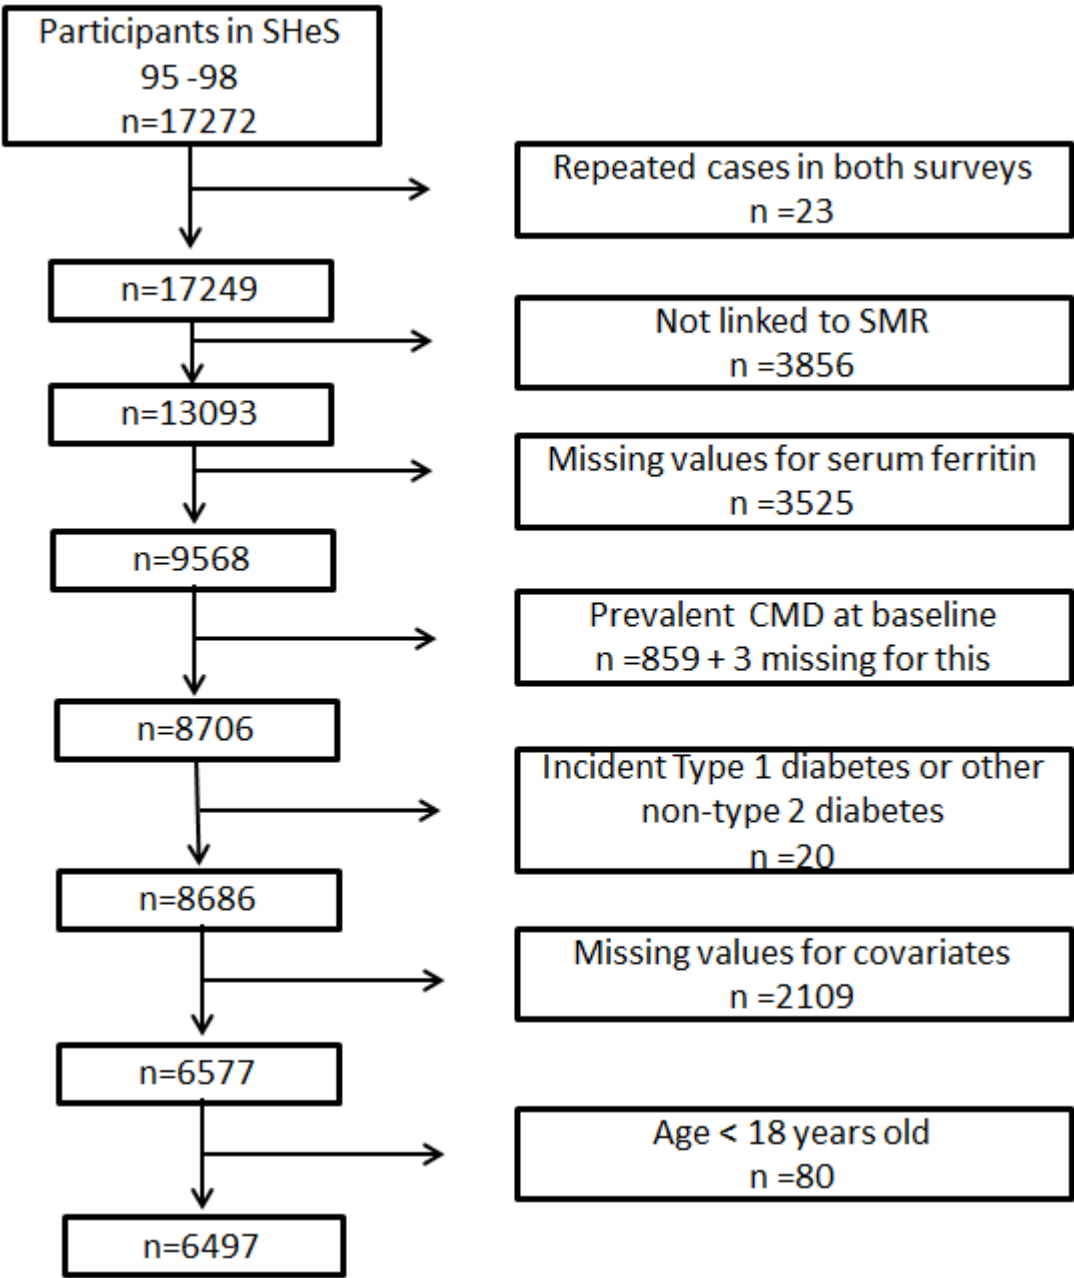 Participants in SHeS
95 -98
n=17272
Repeated cases in both surveys
n =23
n=17249
Not linked to SMR
n =3856
n=13093
Missing values for serum ferritin
n =3525
n=9568
Prevalent CMD at baseline
n =859 + 3 missing for this
n=8706
Incident Type 1 diabetes or other
non-type 2 diabetes
n =20
n=8686
Missing values for covariates
n =2109
n=6577
Age < 18 years old
n =80
n=6497